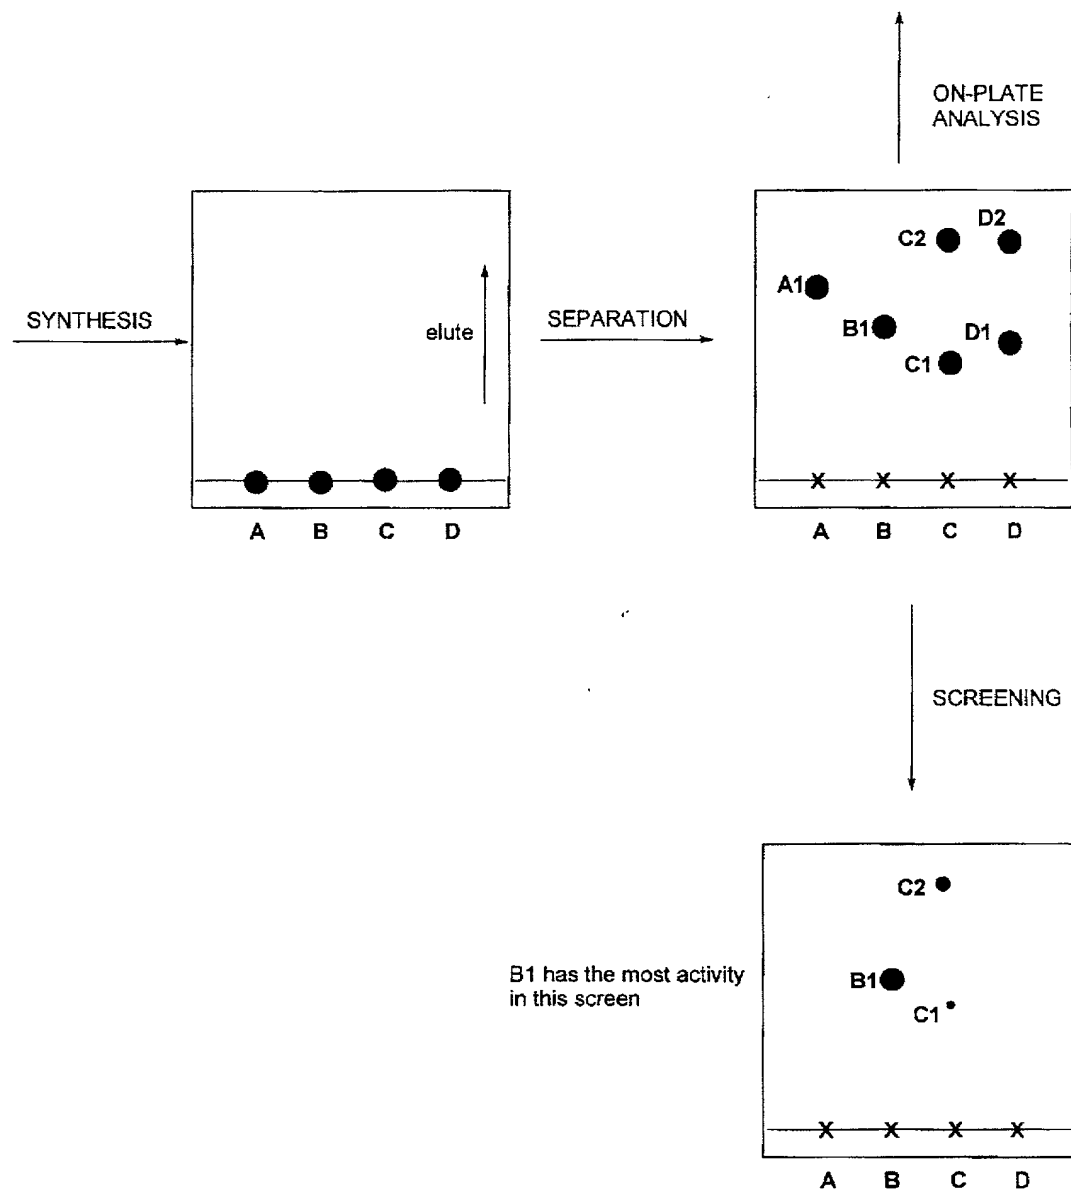 ON-PLATE
ANALYSIS
SYNTHESIS
elute
A B C D
SEPARATION
D2
C2
A1
B1
D1
C1
X X X X
A B C D
SCREENING
C2
B1 has the most activity
in this screen
B1
C1
X X X X
A B C D